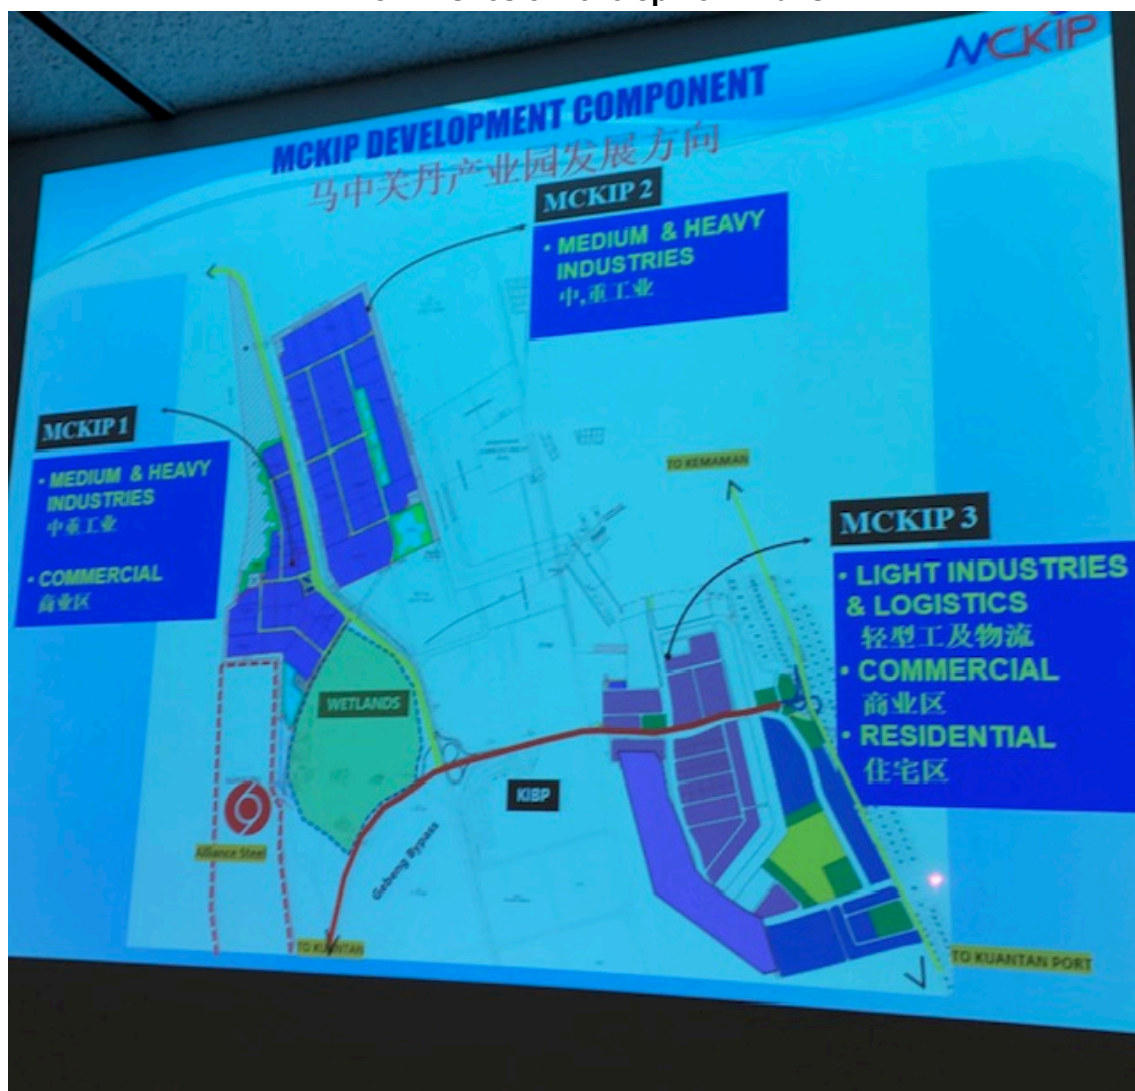 MCKIP
MCKIP DEVELOPMENT COMPONENT
马中关丹产业园发展方向
MCKIP 2
• MEDIUM & HEAVY
INDUSTRIES
中,重工业
MCKIP 1
• MEDIUM & HEAVY
INDUSTRIES
中重工业
• COMMERCIAL
商业区
TO KEMAMAN
MCKIP 3
• LIGHT INDUSTRIES
& LOGISTICS
轻型工及物流
• COMMERCIAL
商业区
• RESIDENTIAL
住宅区
WETLANDS
KIBP
Gebeng Bypass
Alliance Steel
TO KUANTAN
TO KUANTAN PORT